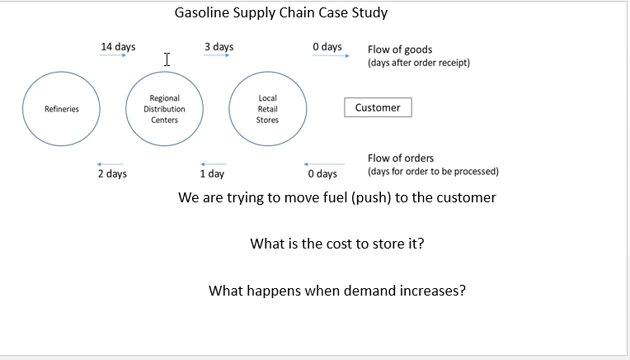 Gasoline Supply Chain Case Study
14 days
3 days
0 days
Flow of goods
(days after order receipt)
Refineries
Regional
Distribution
Centers
Local
Retail
Stores
Customer
2 days
1 day
0 days
Flow of orders
(days for order to be processed)
We are trying to move fuel (push) to the customer
What is the cost to store it?
What happens when demand increases?